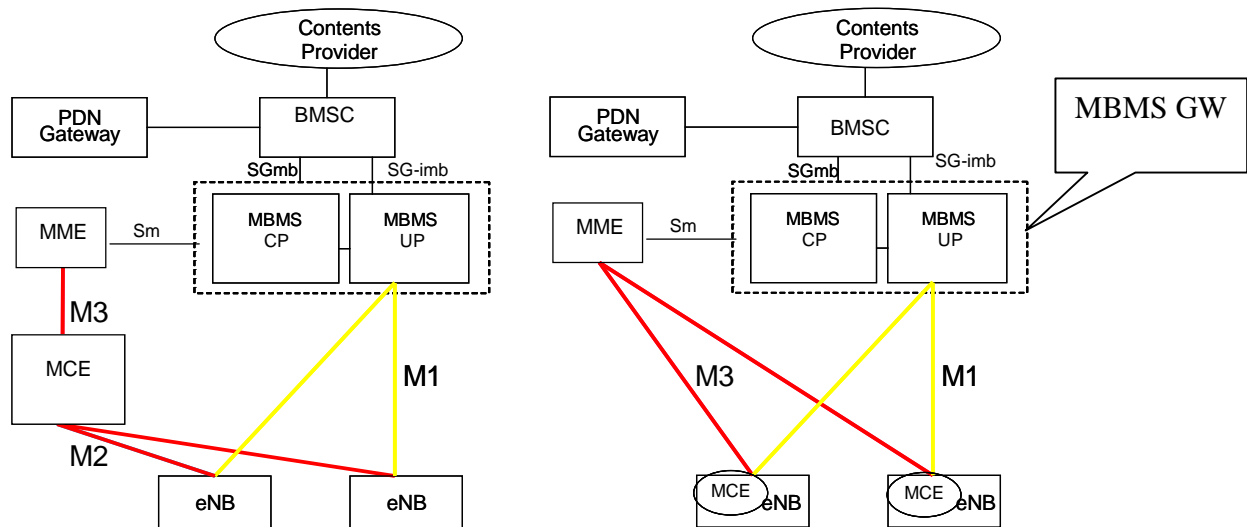 Contents
Provider
PDN
Gateway
BMSC
SGmb
SG-imb
MME
Sm
MBMS
CP
MBMS
UP
M3
MCE
M1
M2
eNB
eNB
Contents
Provider
MBMS GW
PDN
Gateway
BMSC
SGmb
SG-imb
MME
Sm
MBMS
CP
MBMS
UP
M3
M1
MCE
eNB
MCE
eNB